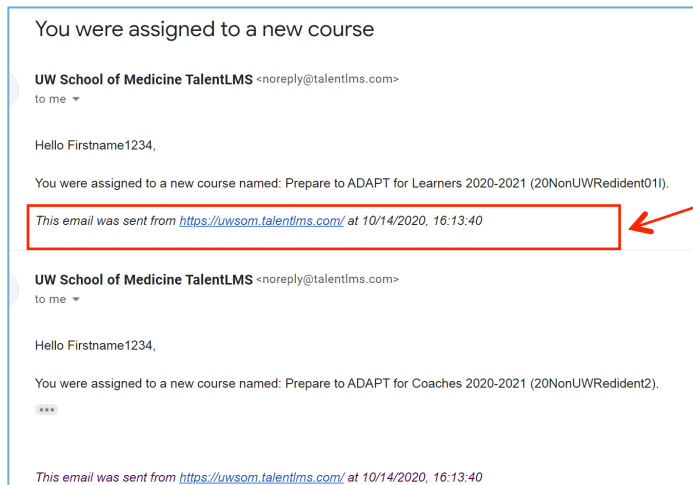 You were assigned to a new course
UW School of Medicine TalentLMS <noreply@talentlms.com>
to me
Hello Firstname1234,
You were assigned to a new course named: Prepare to ADAPT for Learners 2020-2021 (20NonUWRedident01l).
This email was sent from https://uwsom.talentlms.com/ at 10/14/2020, 16:13:40
UW School of Medicine TalentLMS <noreply@talentlms.com>
to me
Hello Firstname1234,
You were assigned to a new course named: Prepare to ADAPT for Coaches 2020-2021 (20NonUWRedident2).
This email was sent from https://uwsom.talentlms.com/ at 10/14/2020, 16:13:40